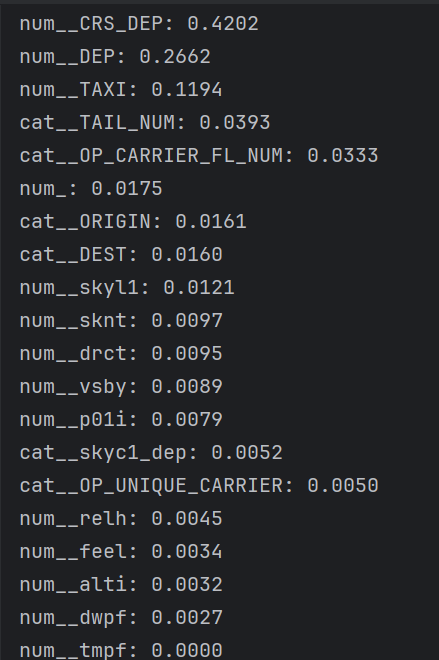 num__CRS_DEP: 0.4202
num__DEP: 0.2662
num__TAXI: 0.1194
cat__TAIL_NUM: 0.0393
cat__OP_CARRIER_FL_NUM: 0.0333
num_: 0.0175
cat__ORIGIN: 0.0161
cat__DEST: 0.0160
num__skyl1: 0.0121
num__sknt: 0.0097
num__drct: 0.0095
num__vsby: 0.0089
num__p01i: 0.0079
cat__skyc1_dep: 0.0052
cat__OP_UNIQUE_CARRIER: 0.0050
num__relh: 0.0045
num__feel: 0.0034
num__alti: 0.0032
num__dwpf: 0.0027
num__tmpf: 0.0000